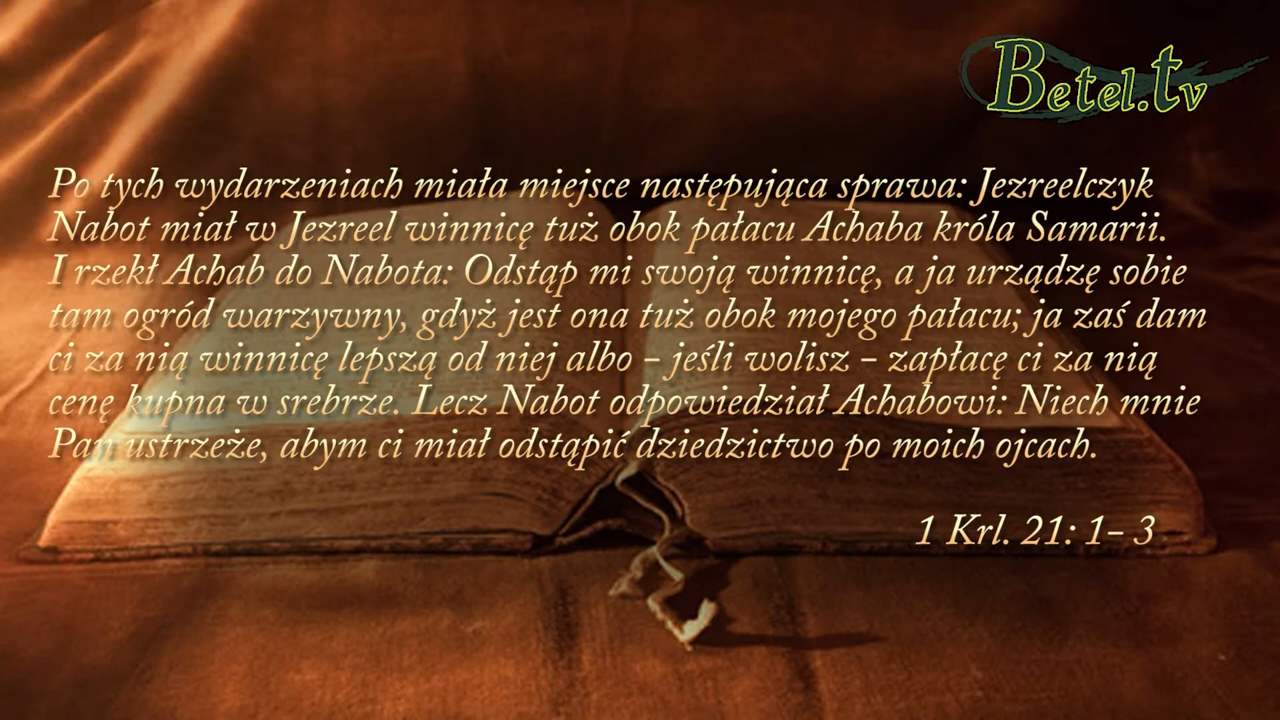 Betel.tv
Po tych wydarzeniach miała miejsce następująca sprawa: Jezreelczyk
Nabot miał w Jezreel winnicę tuż obok pałacu Achaba króla Samarii.
I rzekł Achab do Nabota: Odstąp mi swoją winnicę, a ja urządzę sobie
tam ogród warzywny, gdyż jest ona tuż obok mojego pałacu; ja zaś dam
ci za nią winnicę lepszą od niej albo – jeśli wolisz – zapłacę ci za nią
cenę kupna w srebrze. Lecz Nabot odpowiedział Achabowi: Niech mnie
Pan ustrzeże, abym ci miał odstąpić dziedzictwo po moich ojcach.
1 Krl. 21: 1– 3